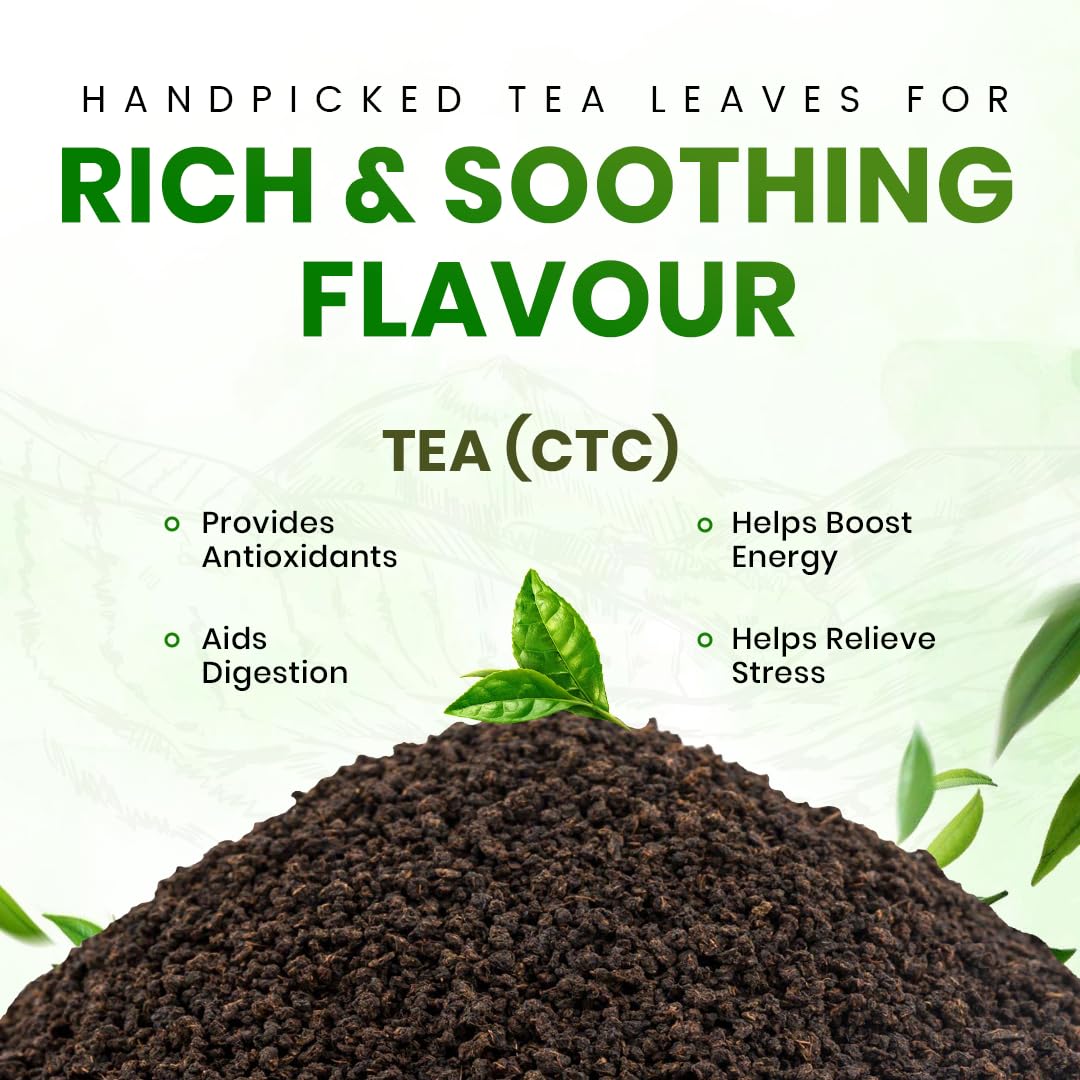 HANDPICKED TEA LEAVES FOR
RICH & SOOTHING
FLAVOUR
TEA (CTC)
Provides
Antioxidants
Helps Boost
Energy
Aids
Digestion
Helps Relieve
Stress